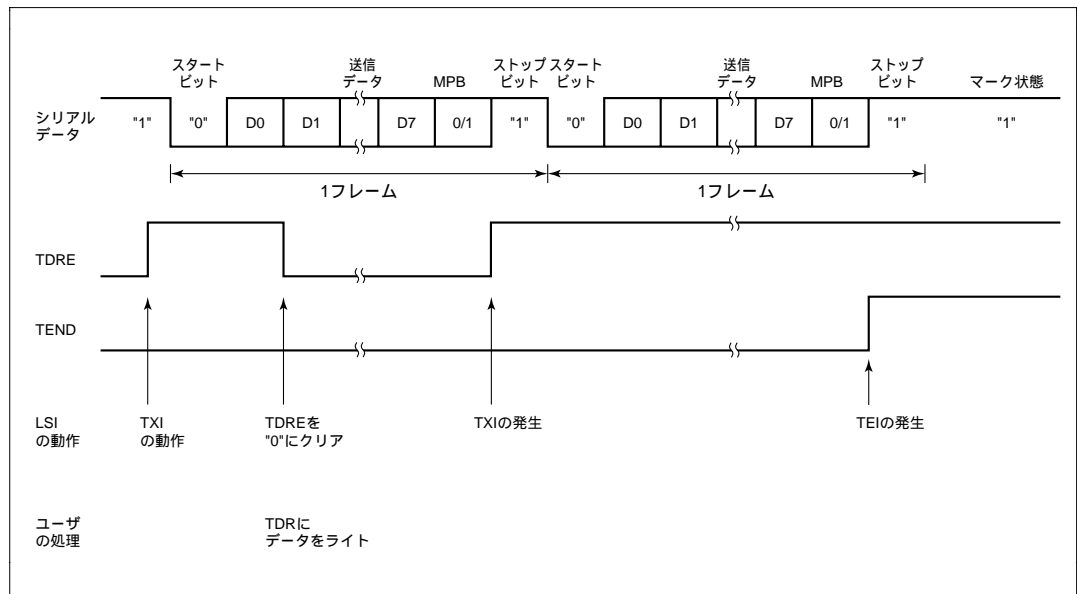 スタート
ビット
送信
データ
MPB
ストップ
ビット
スタート
ビット
送信
データ
MPB
ストップ
ビット
マーク状態
シリアル
データ
"1"
"0"
D0
D1
D7
0/1
"1"
"0"
D0
D1
D7
0/1
"1"
"1"
1フレーム
1フレーム
TDRE
TEND
LSI
の動作
TXI
の動作
TDREを
"0"にクリア
TXIの発生
TEIの発生
ユーザ
の処理
TDRに
データをライト